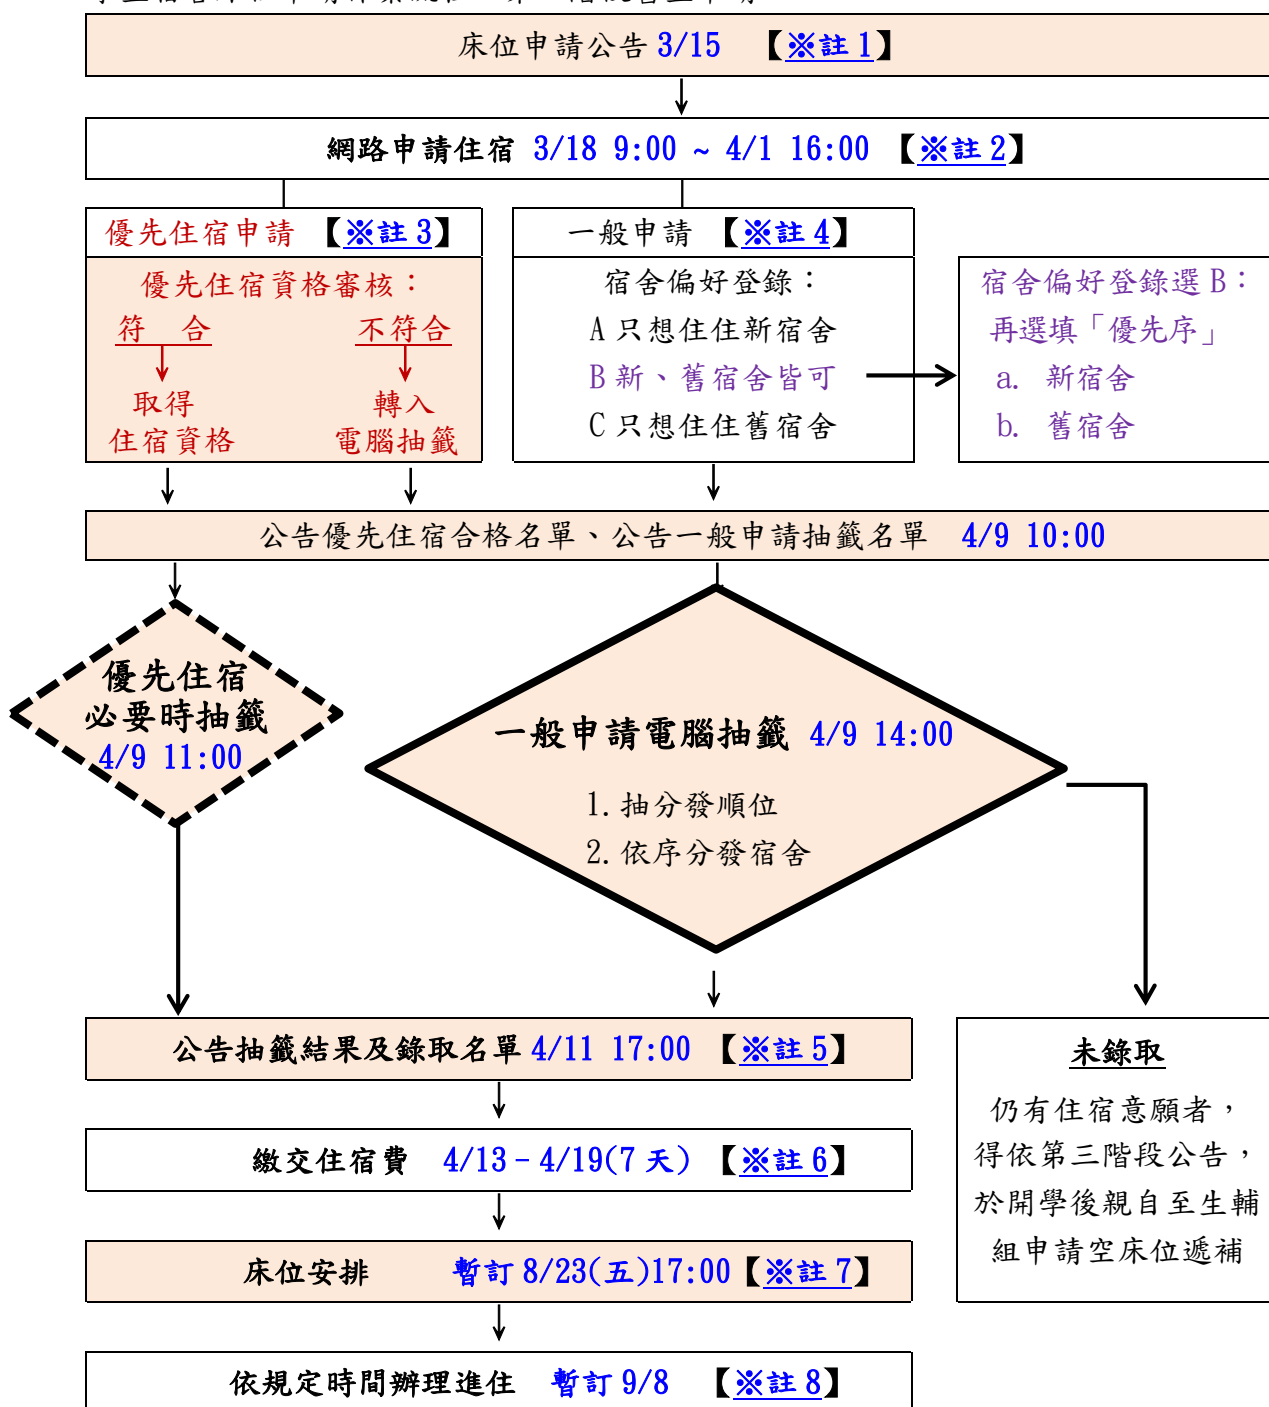 床位申請公告 3/15 【※註 1】
網路申請住宿 3/18 9:00 ~ 4/1 16:00 【※註 2】
優先住宿申請 【※註 3】
優先住宿資格審核：
符 合 不符合
取得 轉入
住宿資格 電腦抽籤
一般申請 【※註 4】
宿舍偏好登錄：
A 只想住住新宿舍
B 新、舊宿舍皆可
C 只想住住舊宿舍
宿舍偏好登錄選 B：
再選填「優先序」
a. 新宿舍
b. 舊宿舍
公告優先住宿合格名單、公告一般申請抽籤名單 4/9 10:00
優先住宿
必要時抽籤
4/9 11:00
一般申請電腦抽籤 4/9 14:00
1. 抽分發順位
2. 依序分發宿舍
公告抽籤結果及錄取名單 4/11 17:00 【※註 5】
繳交住宿費 4/13－4/19(7 天) 【※註 6】
床位安排 暫訂 8/23(五)17:00【※註 7】
依規定時間辦理進住 暫訂 9/8 【※註 8】
未錄取
仍有住宿意願者，
得依第三階段公告，
於開學後親自至生輔
組申請空床位遞補